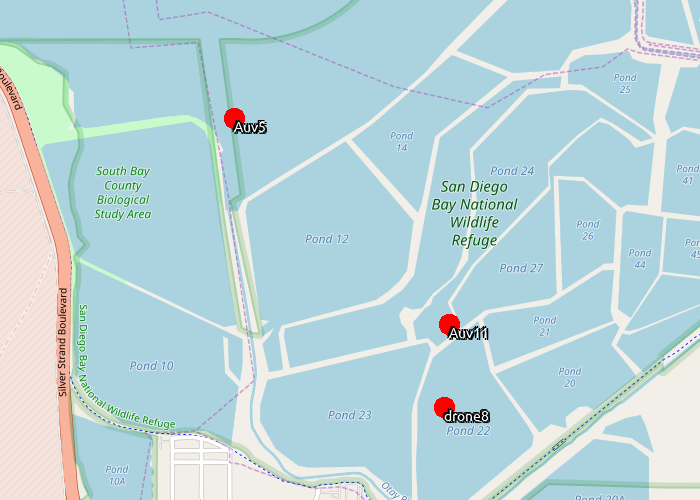 Boulevard
Pond
25
Auv5
Pond
14
South Bay
County
Biological
Study Area
Pond 24
Pond
41
San Diego
Bay National
Wildlife
Refuge
Pond
26
Pond 12
Pond
44
Pond 27
Silver Strand Boulevard
San Diego Bay National Wildlife Refuge
Auv11
Pond
21
Pond 10
Pond
20
drone8
Pond 23
Pond 22
Pond
10A
Pond 20A